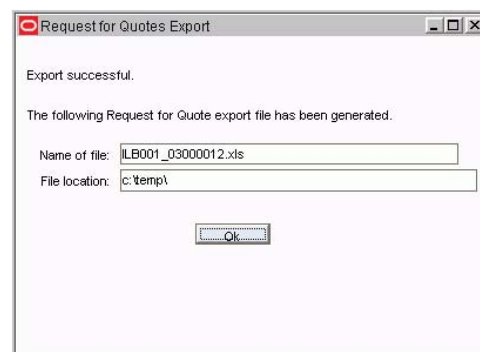 Request for Quotes Export
Export successful.
The following Request for Quote export file has been generated.
Name of file: ILB001_03000012.xls
File location: c:\temp\
Ok